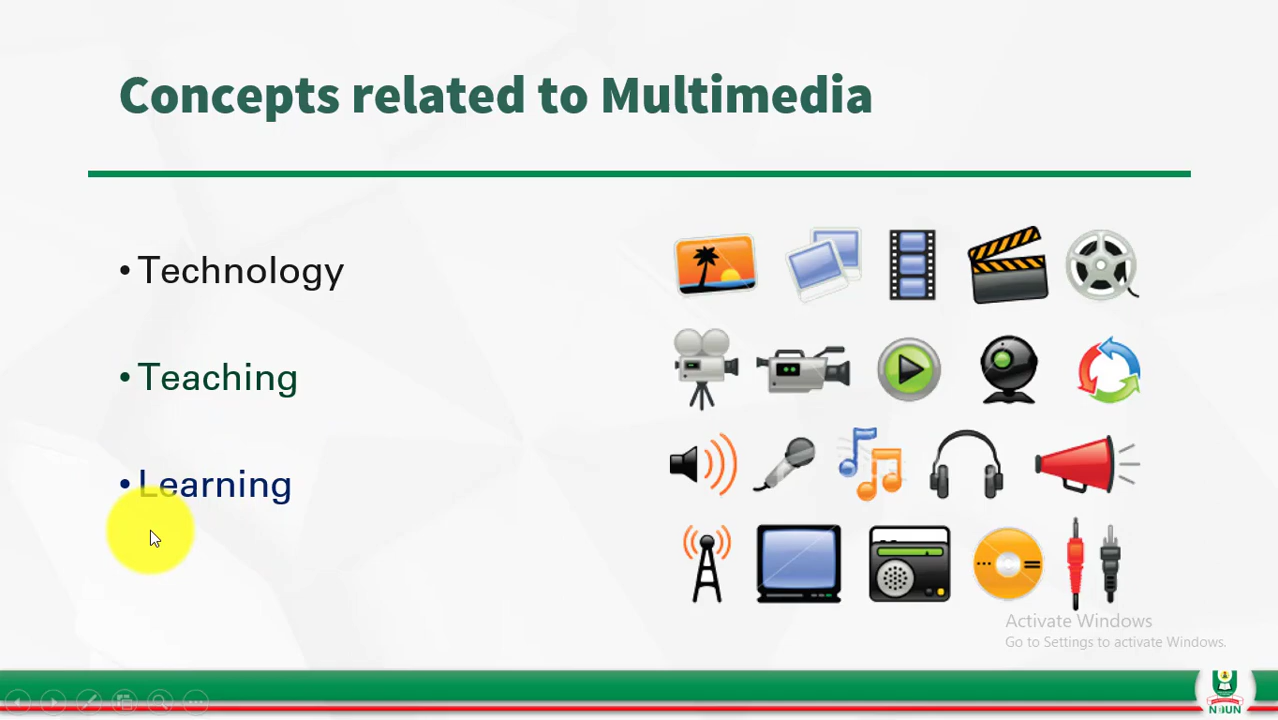 Concepts related to Multimedia
• Technology
• Teaching
• Learning
Activate Windows
Go to Settings to activate Windows.
NOUN